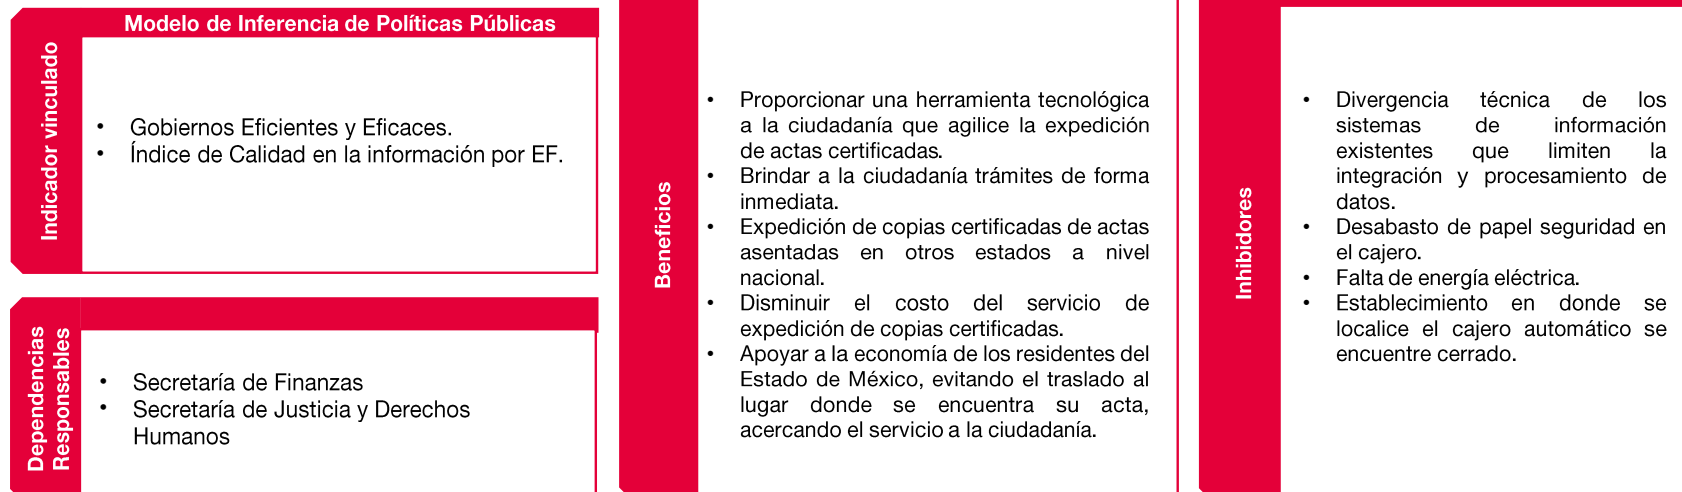 Modelo de Inferencia de Políticas Públicas
Indicador vinculado
• Gobiernos Eficientes y Eficaces.
• Índice de Calidad en la información por EF.
Dependencias
Responsables
• Secretaría de Finanzas
• Secretaría de Justicia y Derechos
Humanos
Beneficios
• Proporcionar una herramienta tecnológica
a la ciudadanía que agilice la expedición
de actas certificadas.
• Brindar a la ciudadanía trámites de forma
inmediata.
• Expedición de copias certificadas de actas
asentadas en otros estados a nivel
nacional.
• Disminuir el costo del servicio de
expedición de copias certificadas.
• Apoyar a la economía de los residentes del
Estado de México, evitando el traslado al
lugar donde se encuentra su acta,
acercando el servicio a la ciudadanía.
Inhibidores
• Divergencia técnica de los
sistemas de información
existentes que limiten la
integración y procesamiento de
datos.
• Desabasto de papel seguridad en
el cajero.
• Falta de energía eléctrica.
• Establecimiento en donde se
localice el cajero automático se
encuentre cerrado.